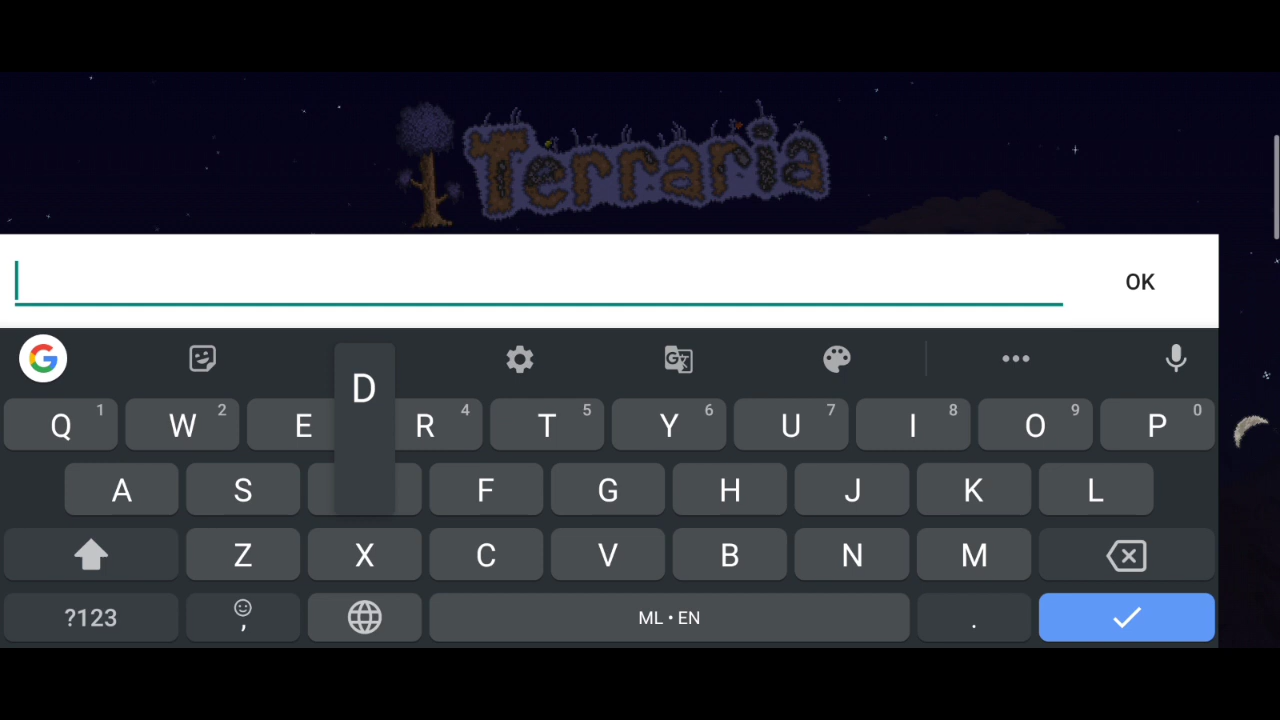 Terraria
OK
D
Q 1 W 2 E R 4 T 5 Y 6 U 7 I 8 O 9 P 0
A S F G H J K L
Z X C V B N M
?123 , ML • EN .